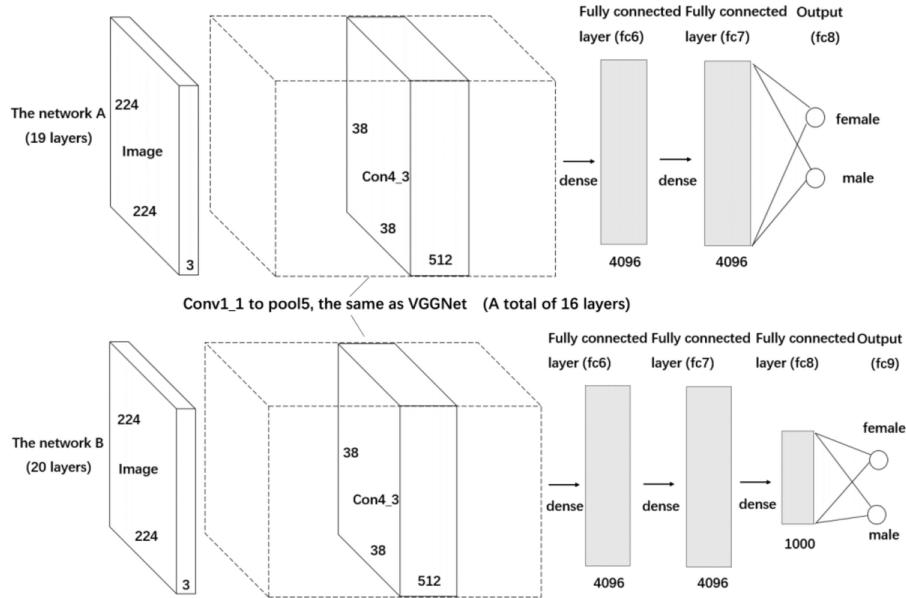 Fully connected Fully connected Output
layer (fc6) layer (fc7) (fc8)
The network A
(19 layers)
224
Image
224
3
38
Con4_3
38
512
dense
4096
dense
4096
female
male
Conv1_1 to pool5, the same as VGGNet (A total of 16 layers)
Fully connected Fully connected Fully connected Output
layer (fc6) layer (fc7) layer (fc8) (fc9)
The network B
(20 layers)
224
Image
224
3
38
Con4_3
38
512
dense
4096
dense
4096
dense
1000
female
male